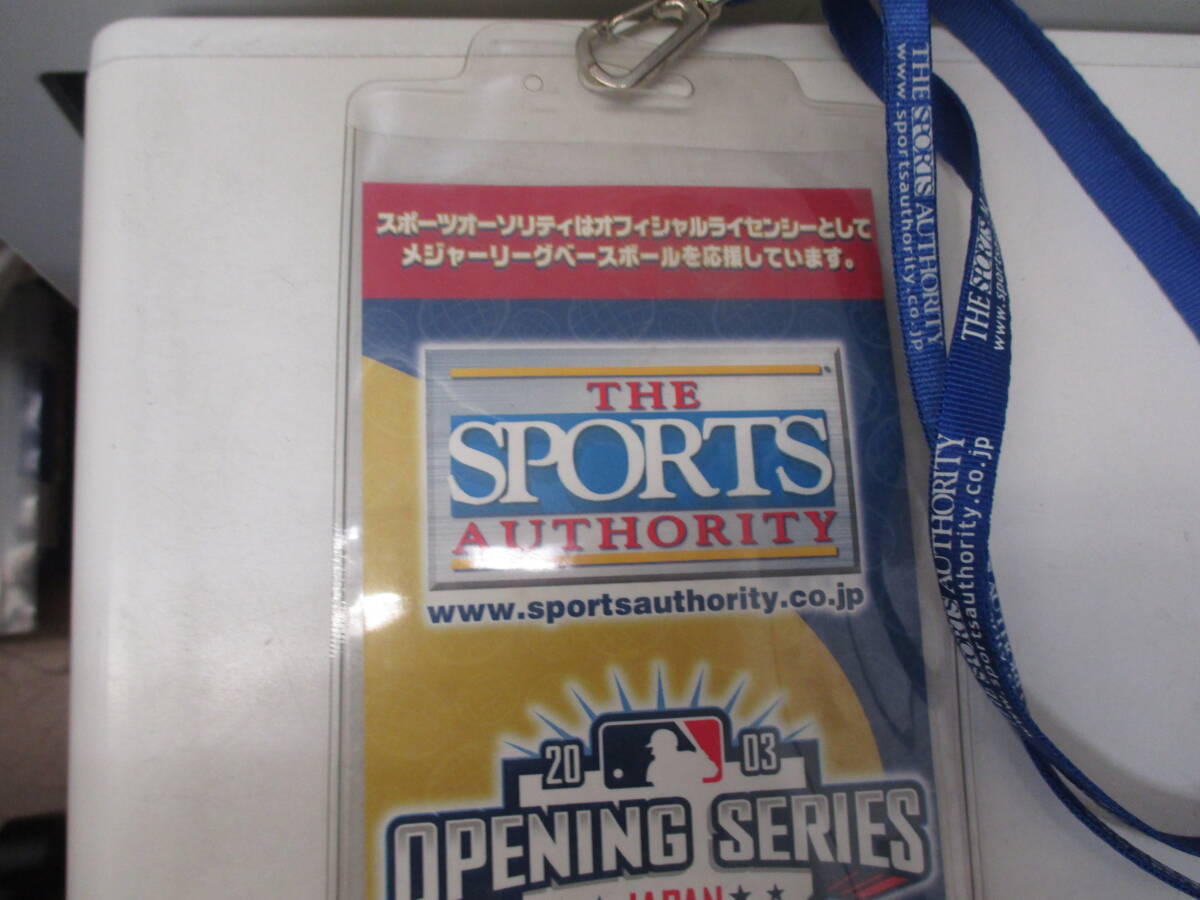 スポーツオーソリティはオフィシャルライセンシーとして
メジャーリーグベースボールを応援しています。
THE
SPORTS
AUTHORITY
www.sportsauthority.co.jp
20 03
OPENING SERIES
JAPAN
THE SPORTS AUTHORITY
www.sportsauthority.co.jp
THE SPORTS
www.sports
SPORTS AUTHORITY
sportsauthority.co.jp